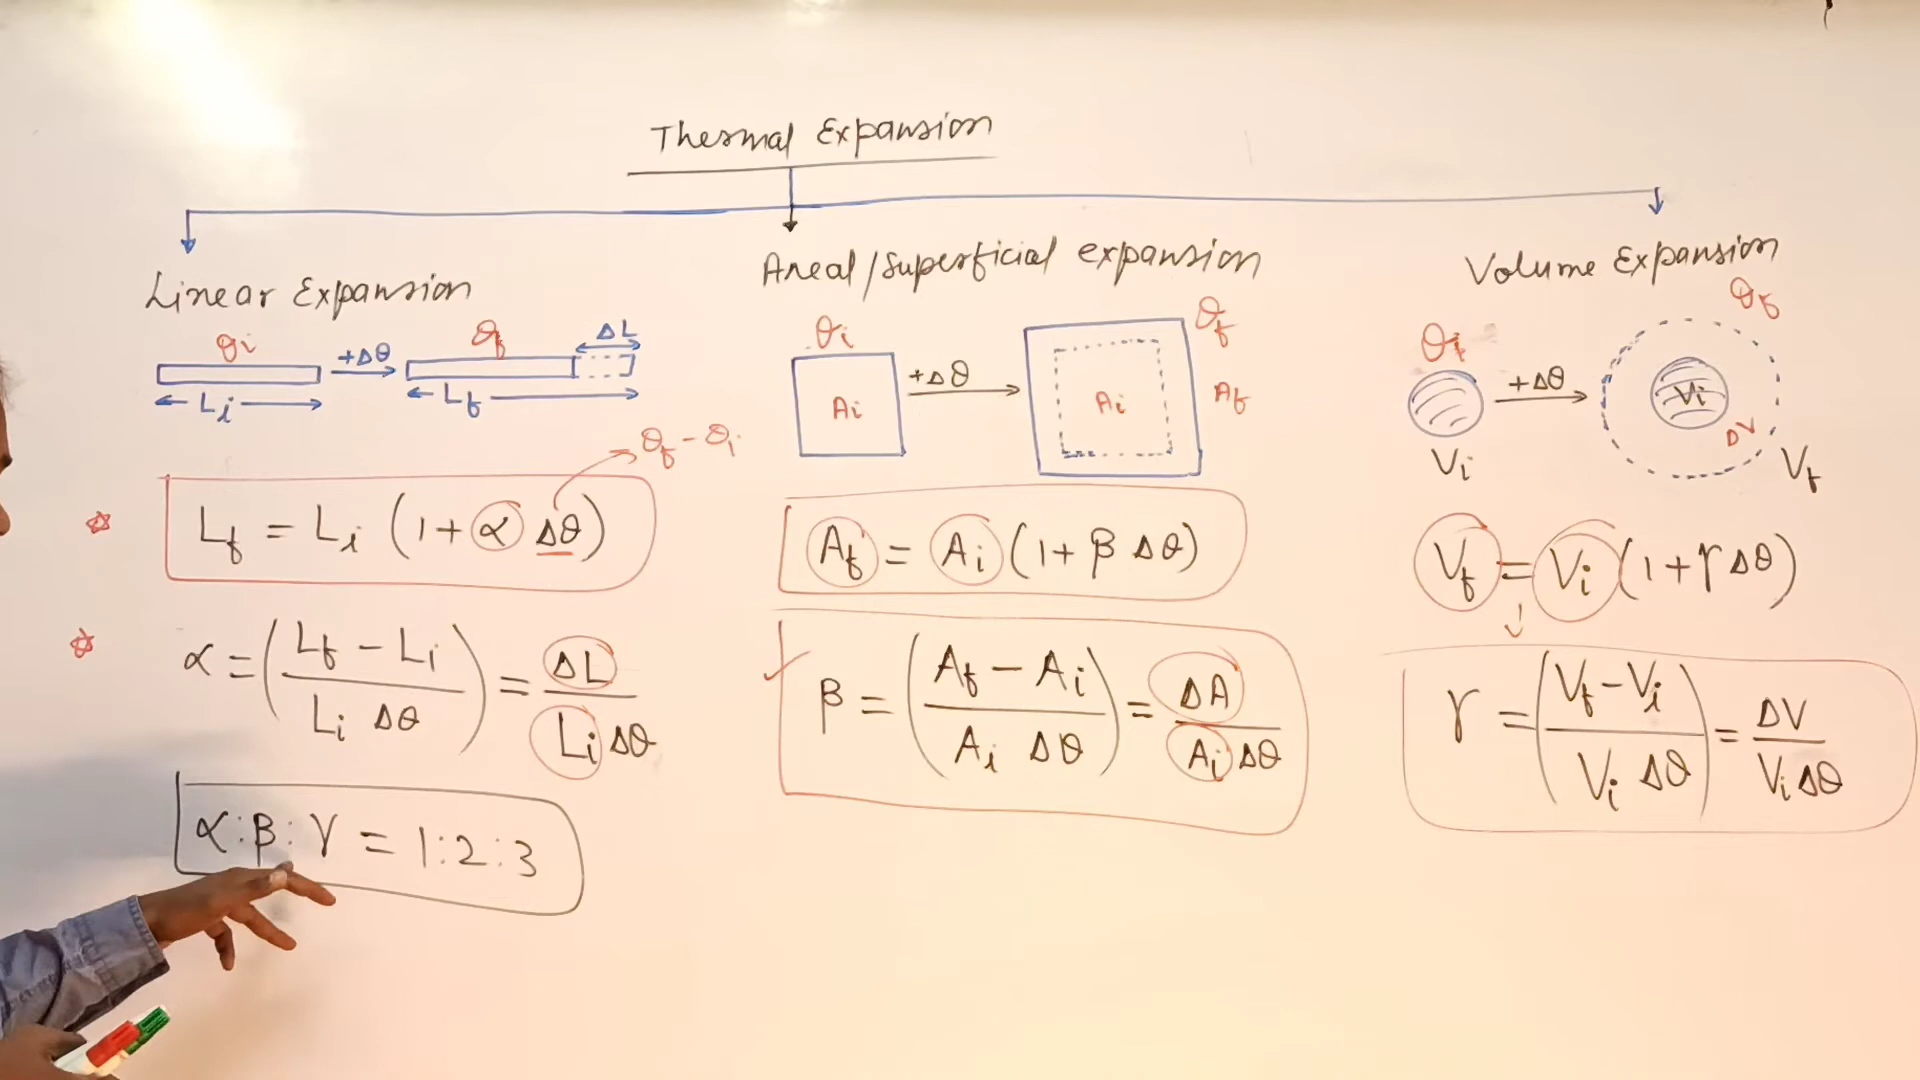 Thermal Expansion
Linear Expansion
θi
+Δθ
θf
ΔL
Li
Lf
θf - θi
Lf = Li (1 + α Δθ)
α = (Lf - Li / Li Δθ) = ΔL / Li Δθ
α : β : γ = 1 : 2 : 3
Areal/Superficial expansion
θi
Ai
+Δθ
θf
Ai
Af
Af = Ai (1 + β Δθ)
β = (Af - Ai / Ai Δθ) = ΔA / Ai Δθ
Volume Expansion
θi
Vi
+Δθ
θf
Vi
ΔV
Vf
Vf = Vi (1 + γ Δθ)
γ = (Vf - Vi / Vi Δθ) = ΔV / Vi Δθ